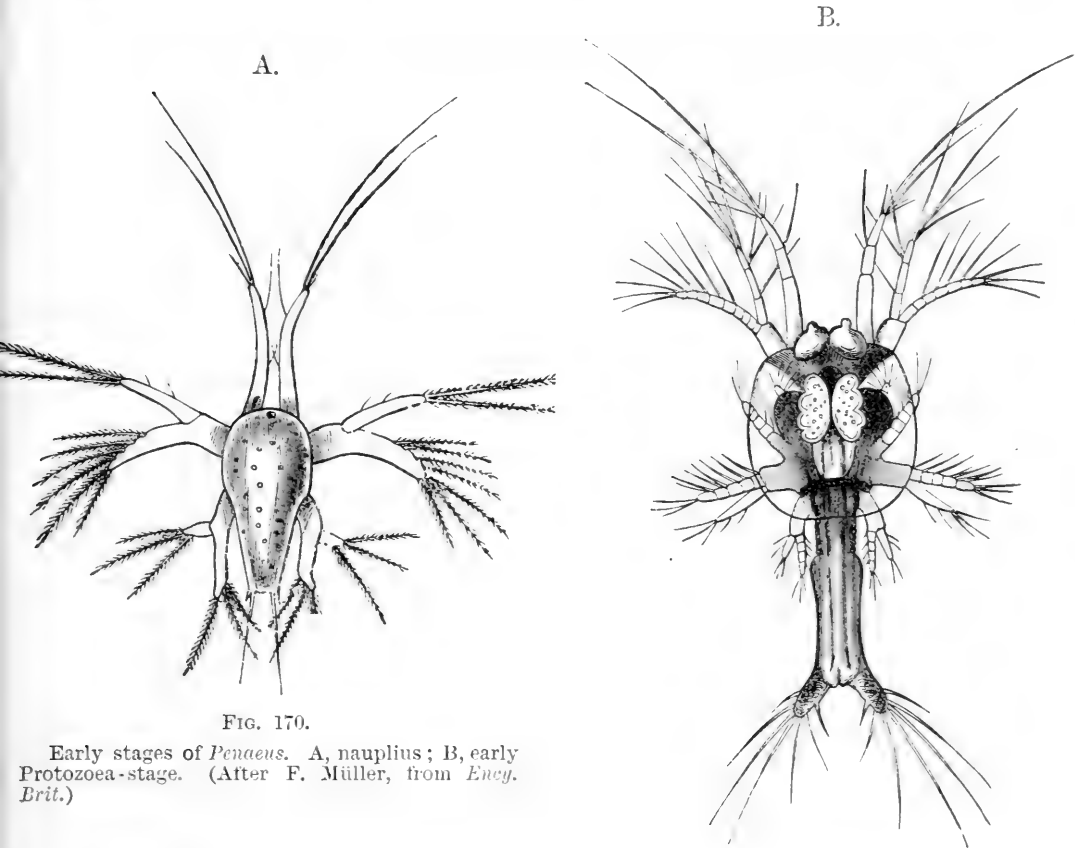 A.
B.
FIG. 170.
Early stages of Penaeus. A, nauplius; B, early
Protozoea-stage. (After F. Müller, from Ency.
Brit.)